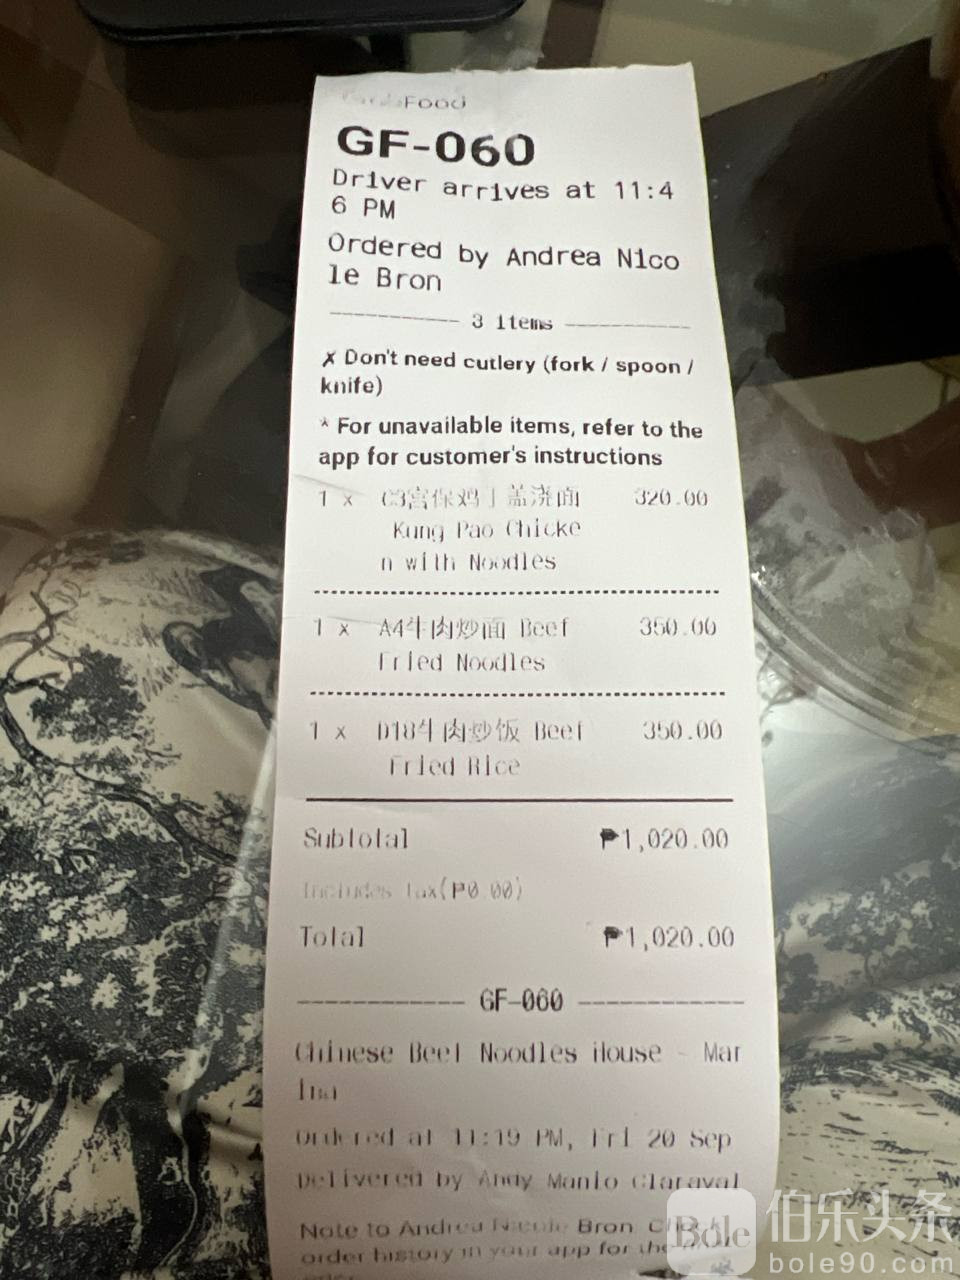 Food
GF-060
Driver arrives at 11:4
6 PM
Ordered by Andrea Nico
le Bron
3 items
✗ Don't need cutlery (fork / spoon /
knife)
* For unavailable items, refer to the
app for customer's instructions
1 x C3宫保鸡丁盖浇面 320.00
Kung Pao Chicke
n with Noodles
1 x A4牛肉炒面 Beef 350.00
Fried Noodles
1 x D18牛肉炒饭 Beef 350.00
Fried Rice
Subtotal ₱1,020.00
Includes Tax(₱0.00)
Total ₱1,020.00
GF-060
Chinese Beef Noodles House - Mar
ina
Ordered at 11:19 PM, Fri 20 Sep
Delivered by Andy Manlo Claraval
Note to Andrea Nicole Bron Check
order history in your app for the
Bole 伯乐头条
bole90.com